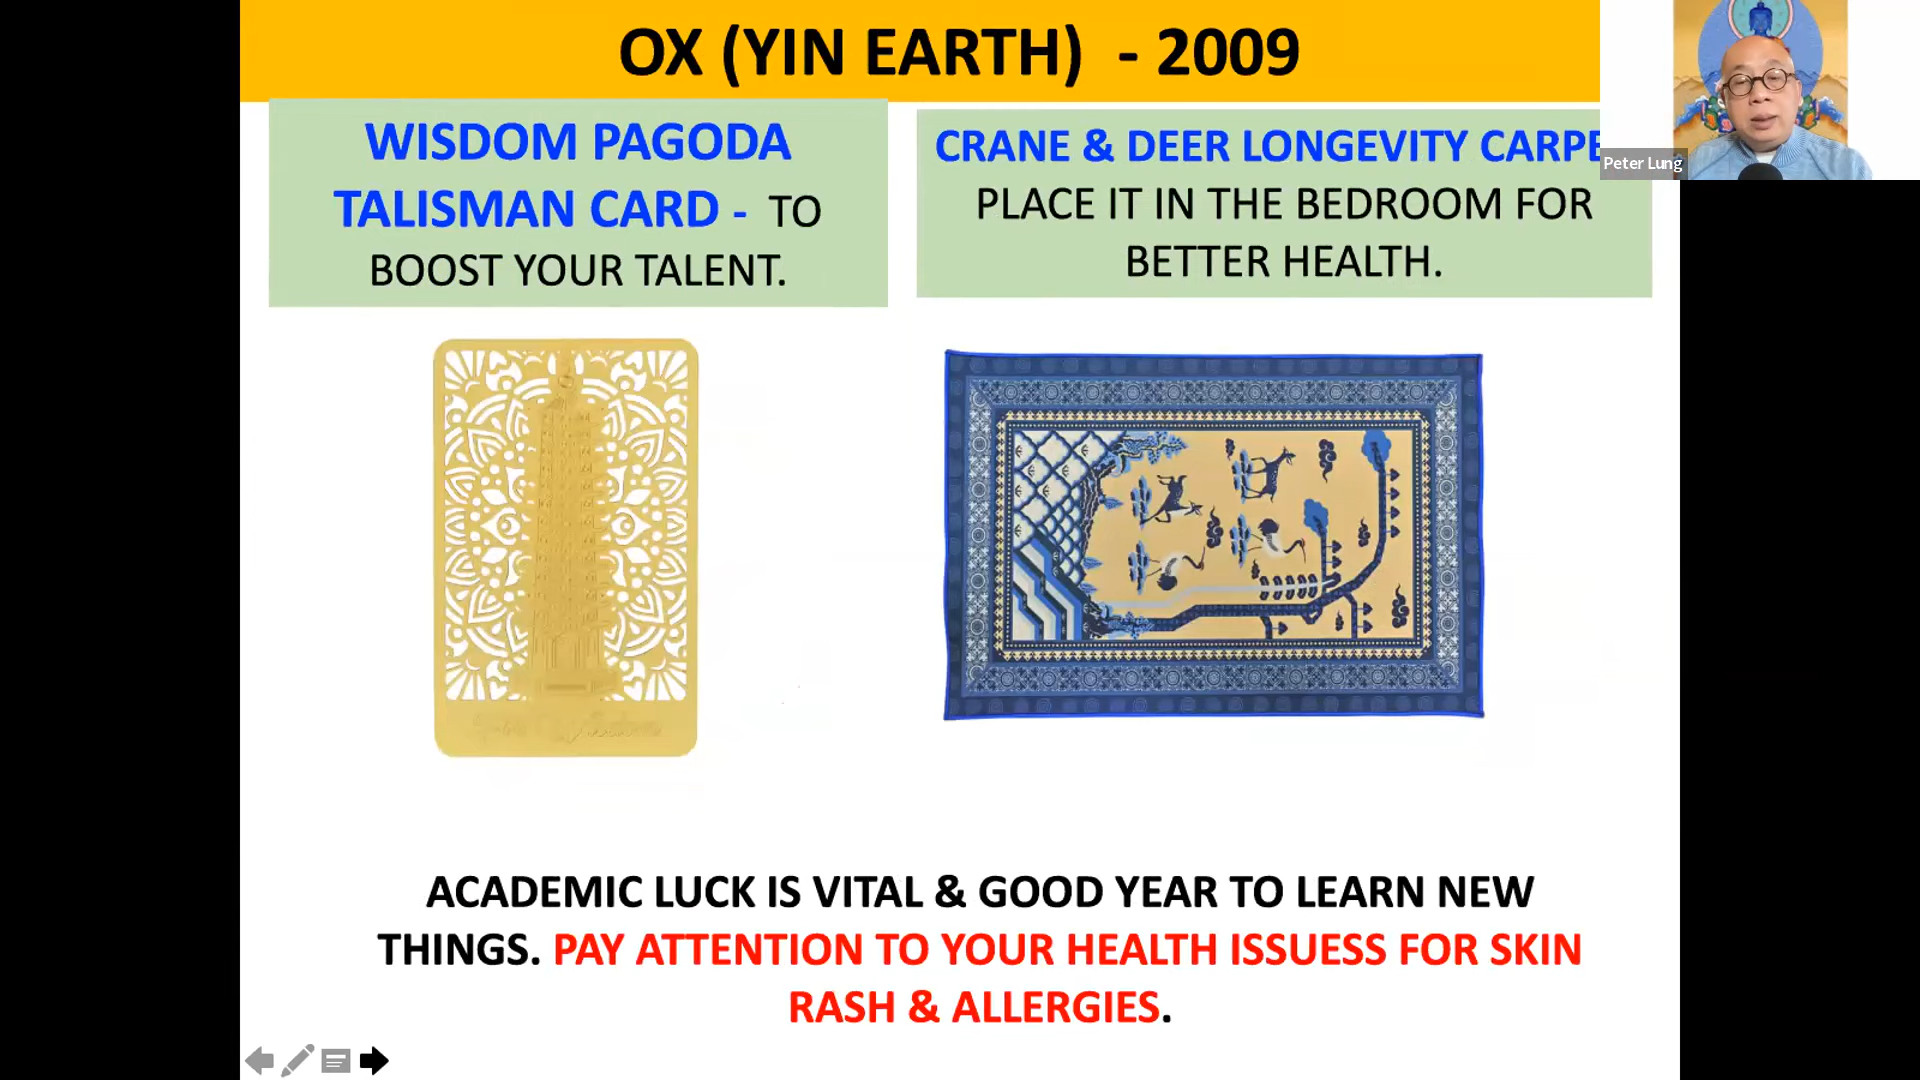 OX (YIN EARTH) - 2009
WISDOM PAGODA
TALISMAN CARD - TO
BOOST YOUR TALENT.
CRANE & DEER LONGEVITY CARPE
PLACE IT IN THE BEDROOM FOR
BETTER HEALTH.
Peter Lung
ACADEMIC LUCK IS VITAL & GOOD YEAR TO LEARN NEW
THINGS. PAY ATTENTION TO YOUR HEALTH ISSUESS FOR SKIN
RASH & ALLERGIES.